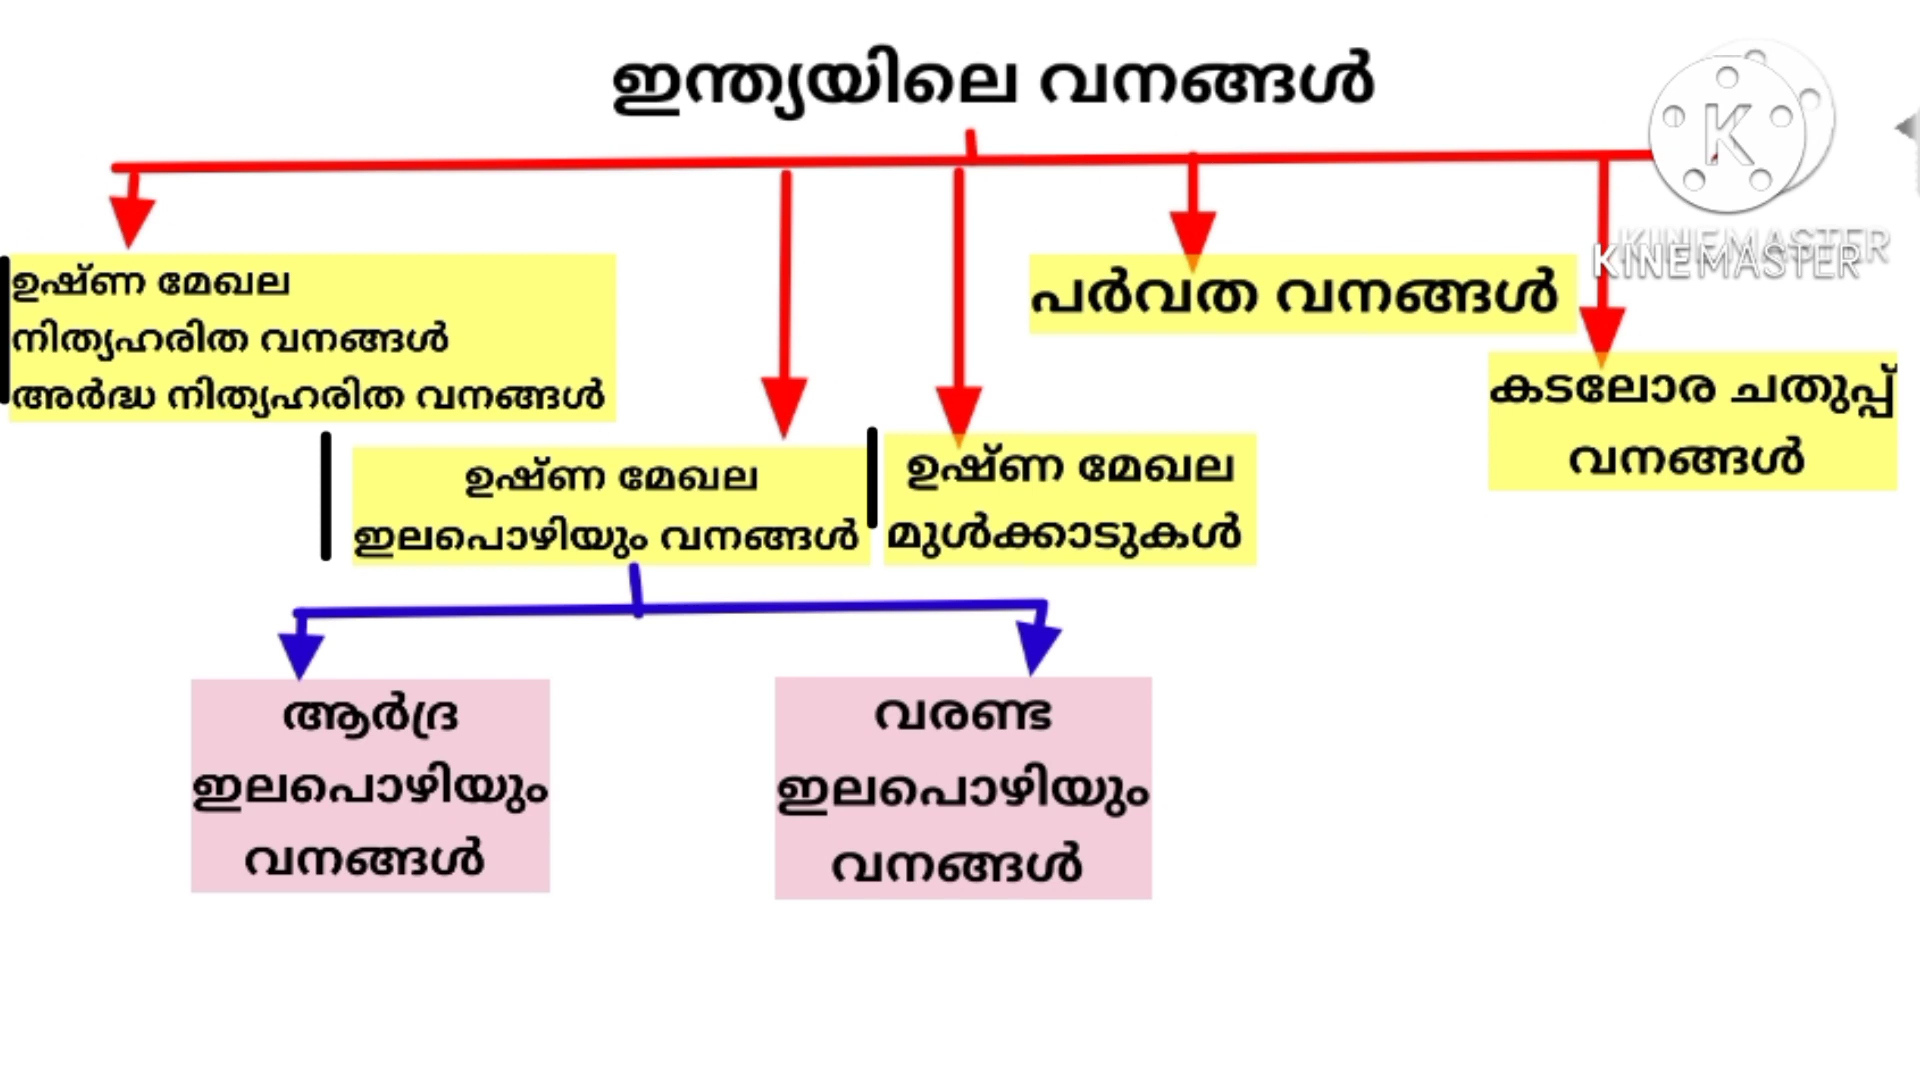 ഇന്ത്യയിലെ വനങ്ങൾ
K
KINEMASTER
KINEMASTER
ഉഷ്ണ മേഖല
നിത്യഹരിത വനങ്ങൾ
അർദ്ധ നിത്യഹരിത വനങ്ങൾ
ഉഷ്ണ മേഖല
ഇലപൊഴിയും വനങ്ങൾ
ഉഷ്ണ മേഖല
മുൾക്കാടുകൾ
പർവത വനങ്ങൾ
കടലോര ചതുപ്പ്
വനങ്ങൾ
ആർദ്ര
ഇലപൊഴിയും
വനങ്ങൾ
വരണ്ട
ഇലപൊഴിയും
വനങ്ങൾ